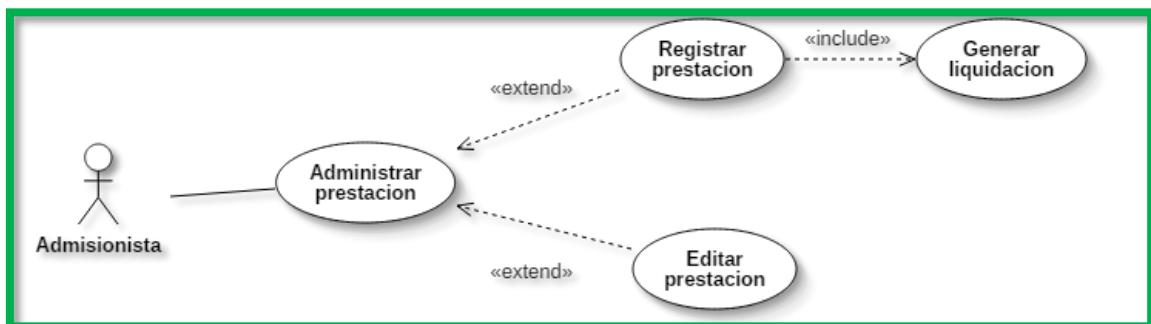 Registrar
prestacion
«include»
Generar
liquidacion
«extend»
Administrar
prestacion
Admisionista
Editar
prestacion
«extend»